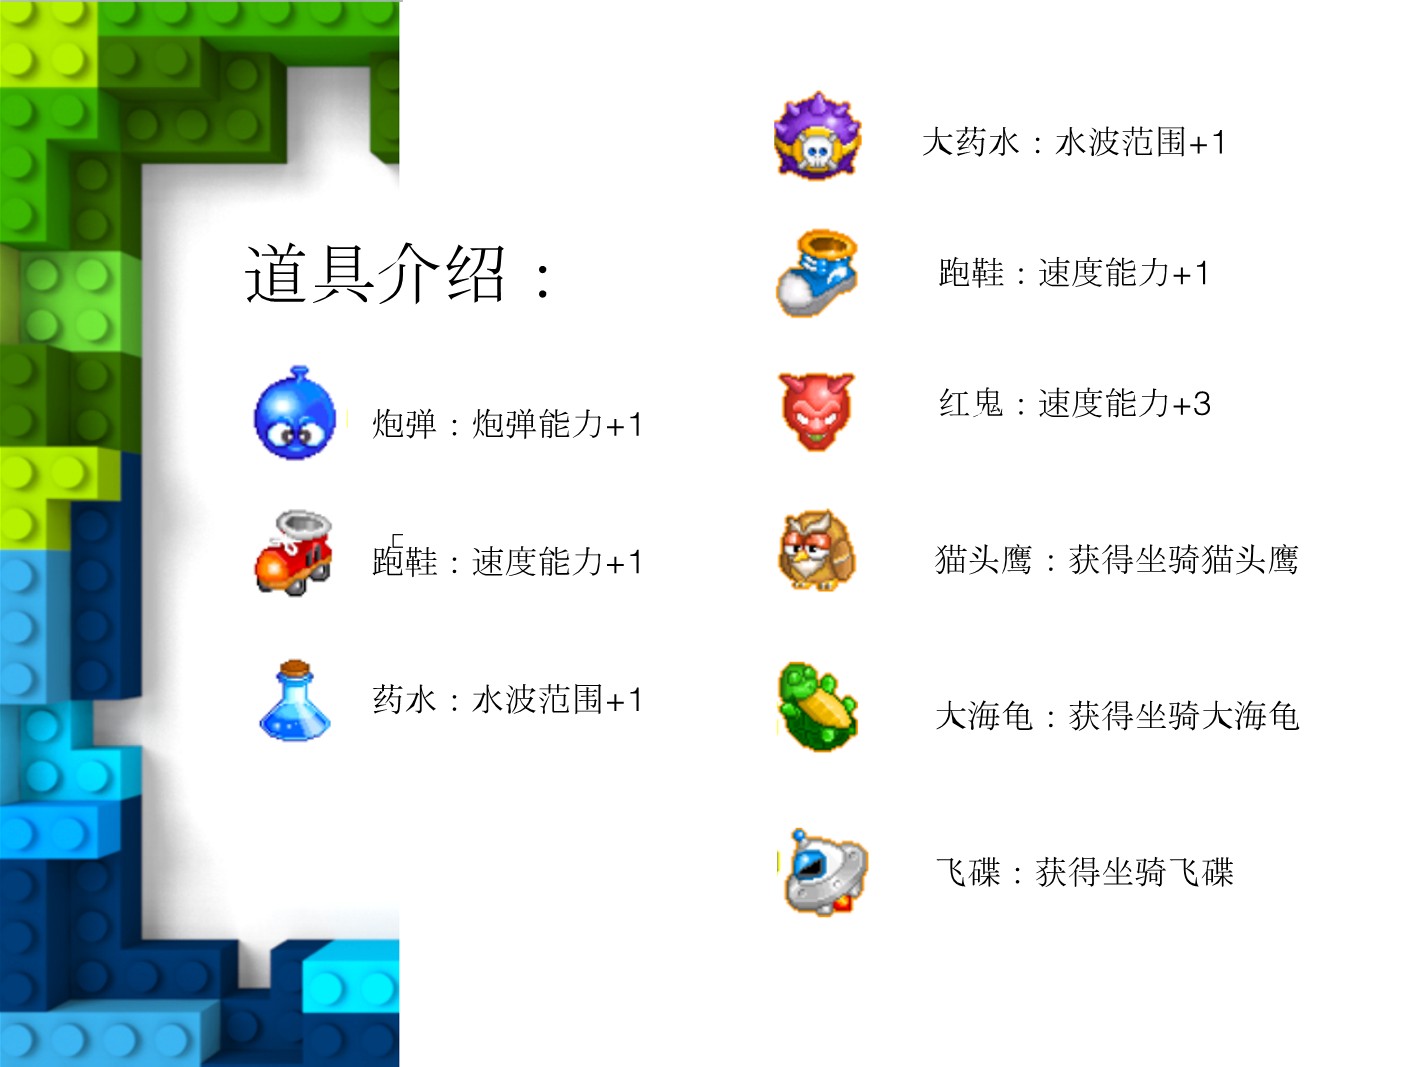 道具介绍：
炮弹：炮弹能力+1
跑鞋：速度能力+1
药水：水波范围+1
大药水：水波范围+1
跑鞋：速度能力+1
红鬼：速度能力+3
猫头鹰：获得坐骑猫头鹰
大海龟：获得坐骑大海龟
飞碟：获得坐骑飞碟